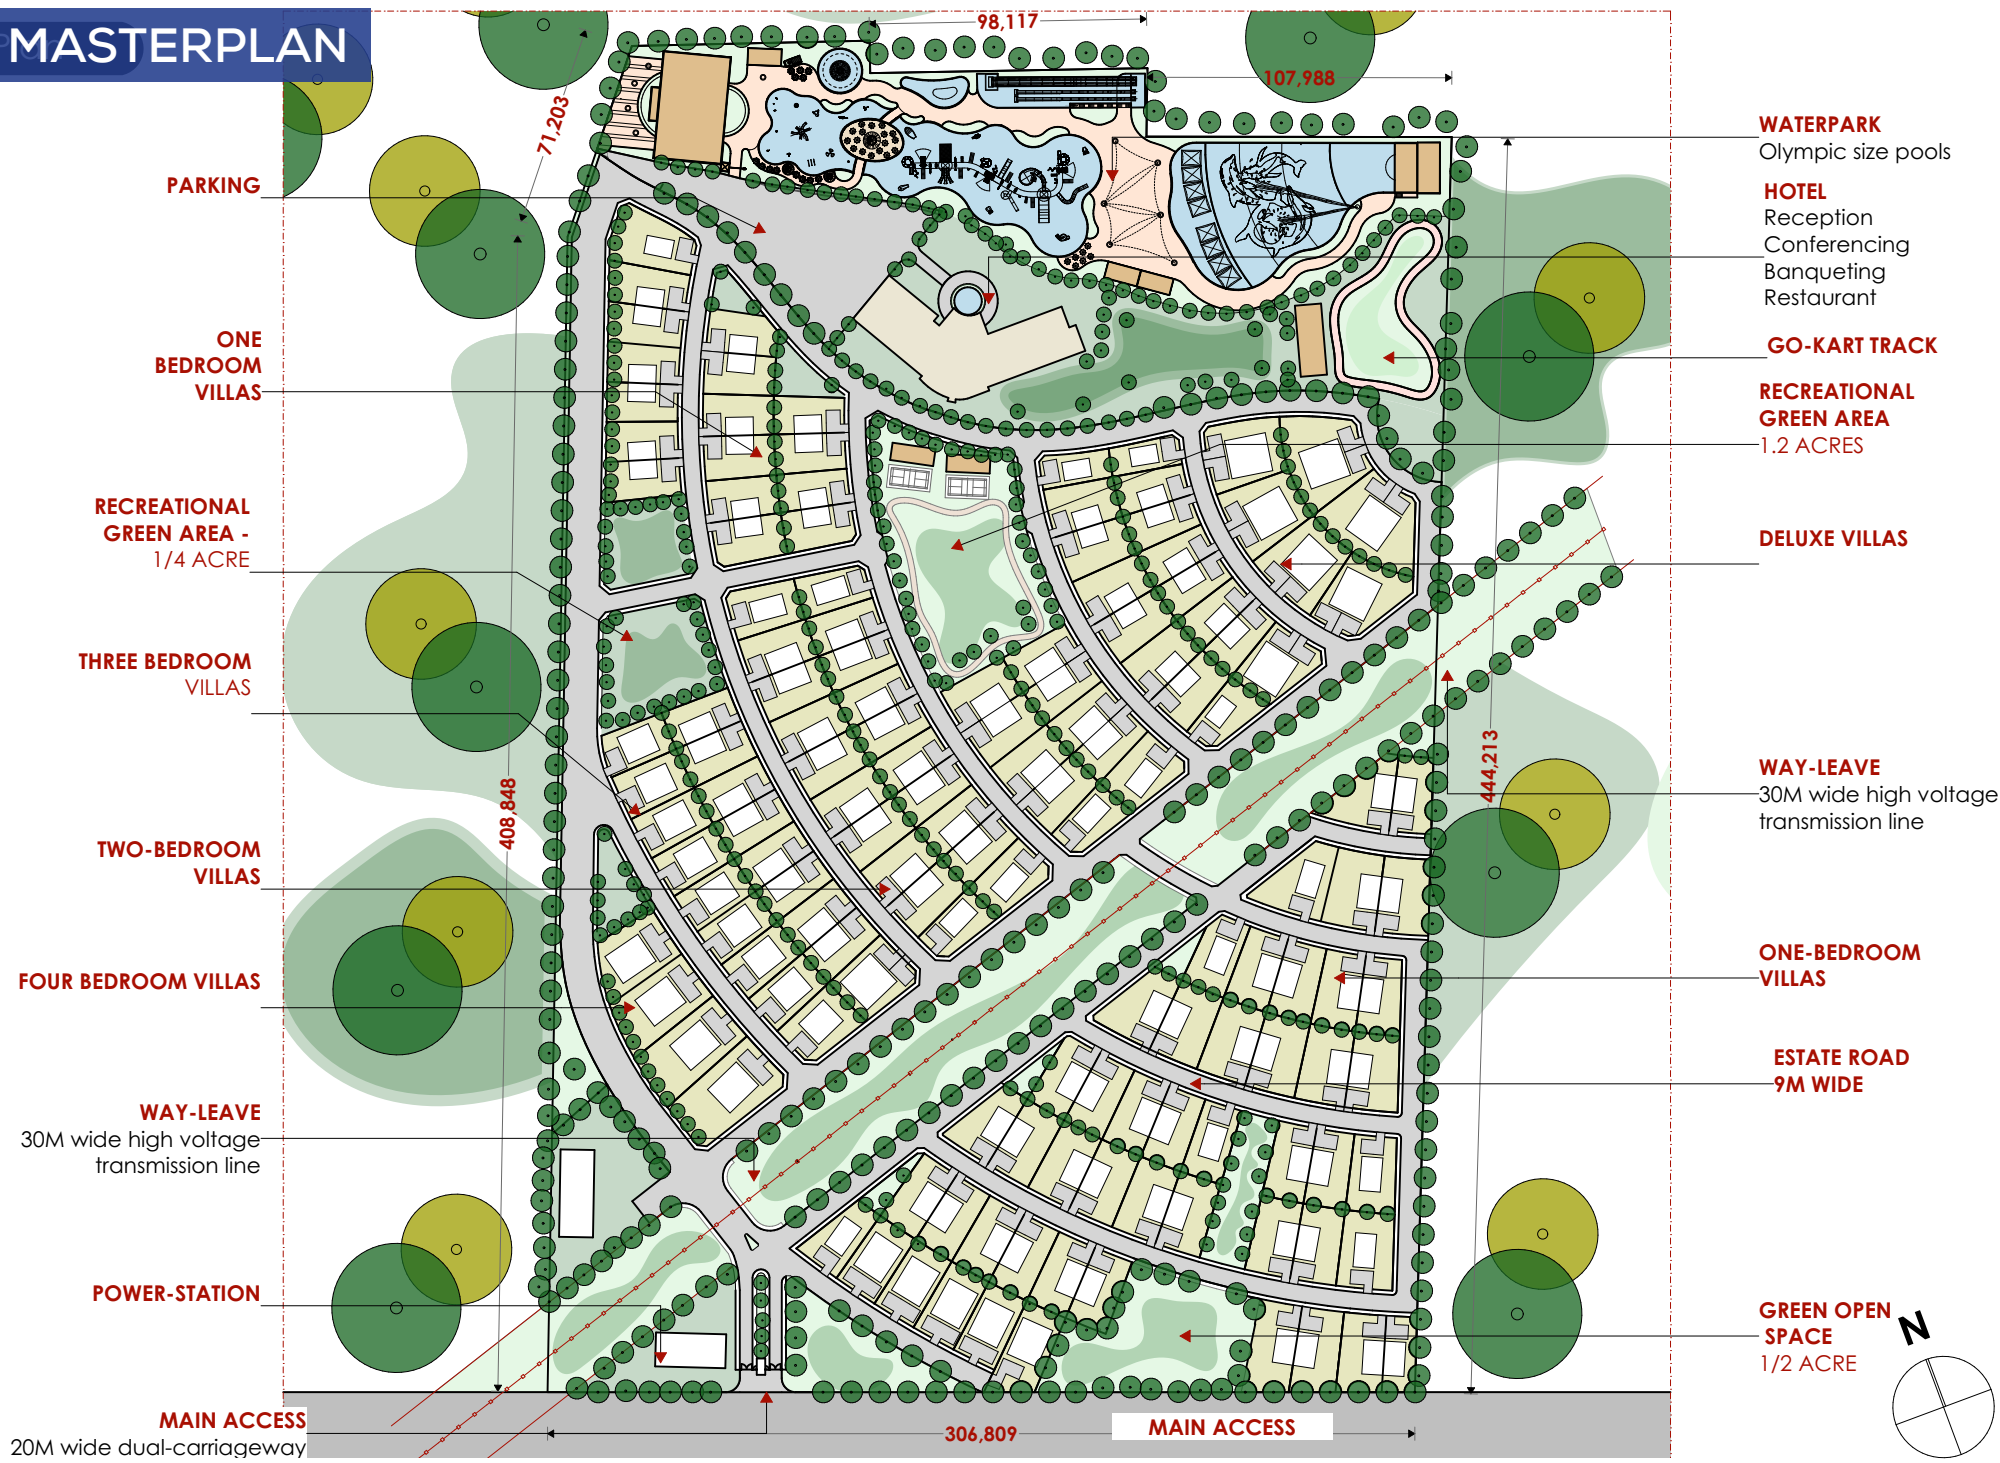 MASTERPLAN
98,117
107,988
71,203
PARKING
ONE
BEDROOM
VILLAS
RECREATIONAL
GREEN AREA -
1/4 ACRE
THREE BEDROOM
VILLAS
408,848
TWO-BEDROOM
VILLAS
FOUR BEDROOM VILLAS
WAY-LEAVE
30M wide high voltage
transmission line
POWER-STATION
MAIN ACCESS
20M wide dual-carriageway
306,809
MAIN ACCESS
WATERPARK
Olympic size pools
HOTEL
Reception
Conferencing
Banqueting
Restaurant
GO-KART TRACK
RECREATIONAL
GREEN AREA
1.2 ACRES
DELUXE VILLAS
444,213
WAY-LEAVE
30M wide high voltage
transmission line
ONE-BEDROOM
VILLAS
ESTATE ROAD
9M WIDE
GREEN OPEN
SPACE
1/2 ACRE
N